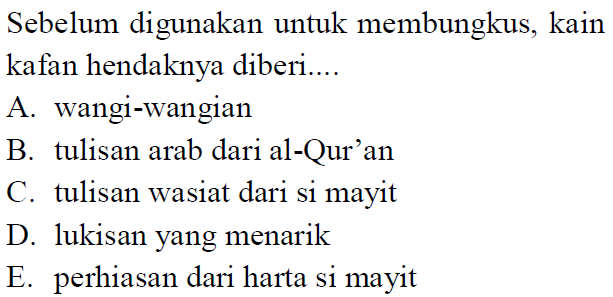 Sebelum digunakan untuk membungkus, kain
kafan hendaknya diberi....
A. wangi-wangian
B. tulisan arab dari al-Qur’an
C. tulisan wasiat dari si mayit
D. lukisan yang menarik
E. perhiasan dari harta si mayit